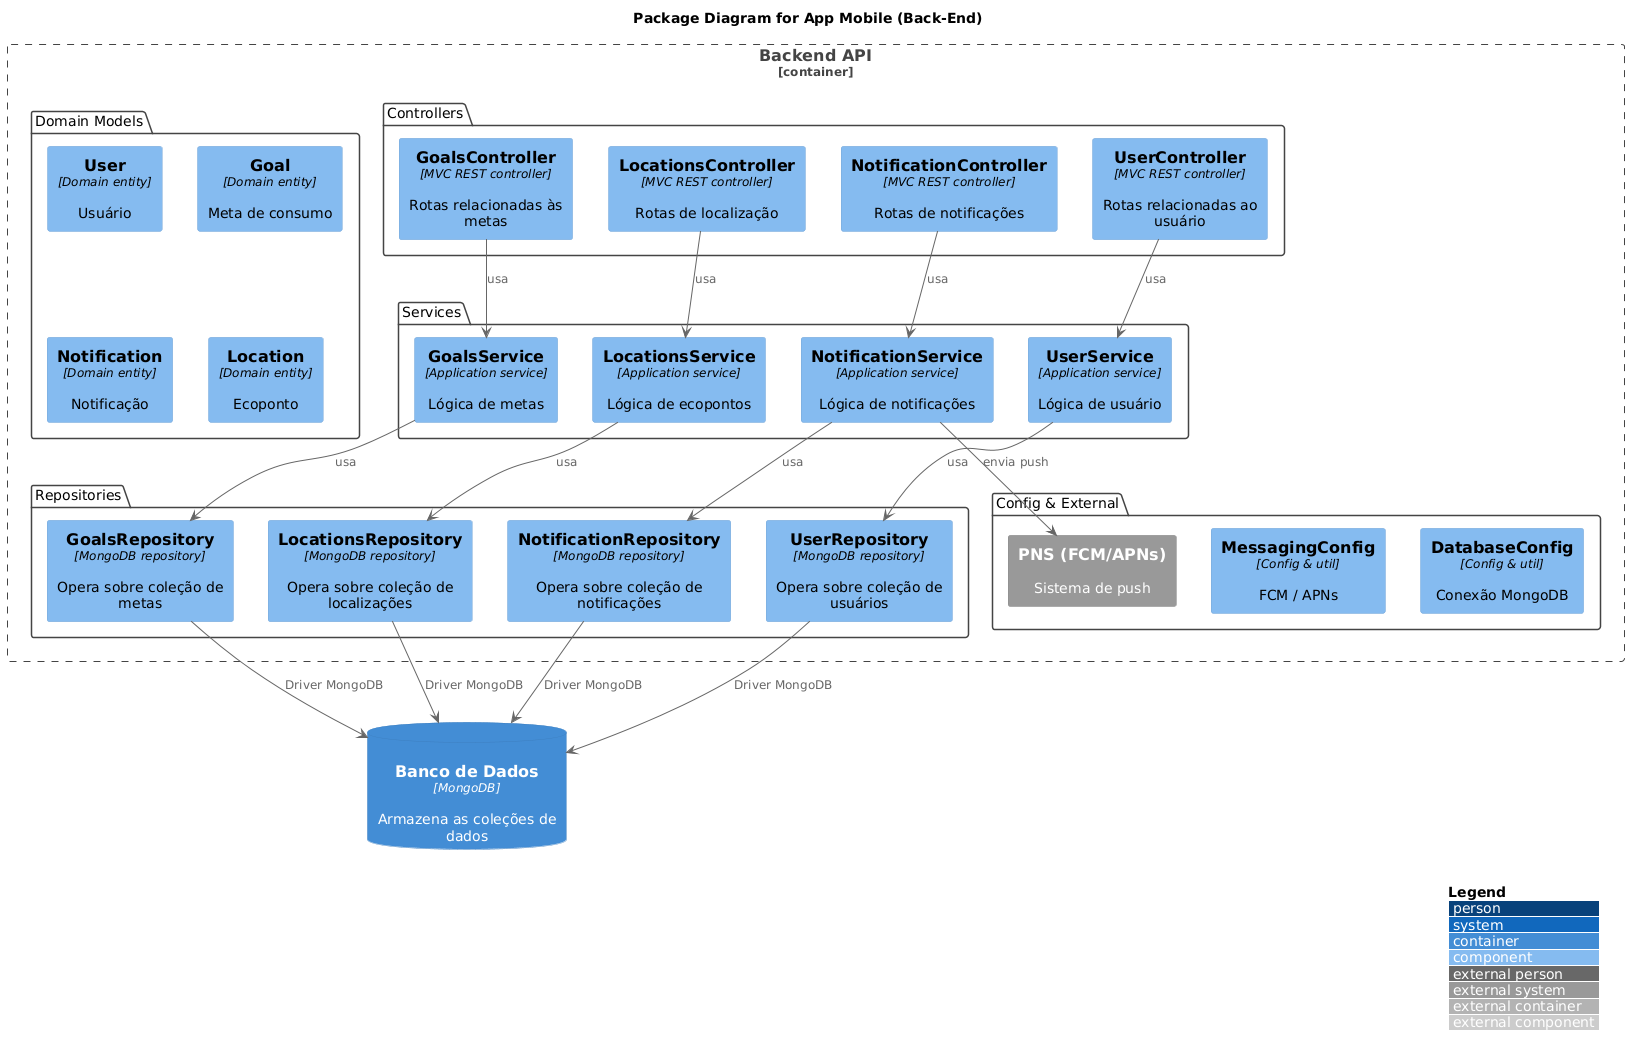 Package Diagram for App Mobile (Back-End)
Backend API
[container]
Domain Models
User
[Domain entity]
Usuário
Goal
[Domain entity]
Meta de consumo
Notification
[Domain entity]
Notificação
Location
[Domain entity]
Ecoponto
Controllers
GoalsController
[MVC REST controller]
Rotas relacionadas às
metas
LocationsController
[MVC REST controller]
Rotas de localização
NotificationController
[MVC REST controller]
Rotas de notificações
UserController
[MVC REST controller]
Rotas relacionadas ao
usuário
usa
usa
usa
usa
Services
GoalsService
[Application service]
Lógica de metas
LocationsService
[Application service]
Lógica de ecopontos
NotificationService
[Application service]
Lógica de notificações
UserService
[Application service]
Lógica de usuário
usa
usa
usa
usa
envia push
Repositories
GoalsRepository
[MongoDB repository]
Opera sobre coleção de
metas
LocationsRepository
[MongoDB repository]
Opera sobre coleção de
localizações
NotificationRepository
[MongoDB repository]
Opera sobre coleção de
notificações
UserRepository
[MongoDB repository]
Opera sobre coleção de
usuários
Config & External
PNS (FCM/APNs)
Sistema de push
MessagingConfig
[Config & util]
FCM / APNs
DatabaseConfig
[Config & util]
Conexão MongoDB
Driver MongoDB
Driver MongoDB
Driver MongoDB
Driver MongoDB
Banco de Dados
[MongoDB]
Armazena as coleções de
dados
Legend
person
system
container
component
external person
external system
external container
external component